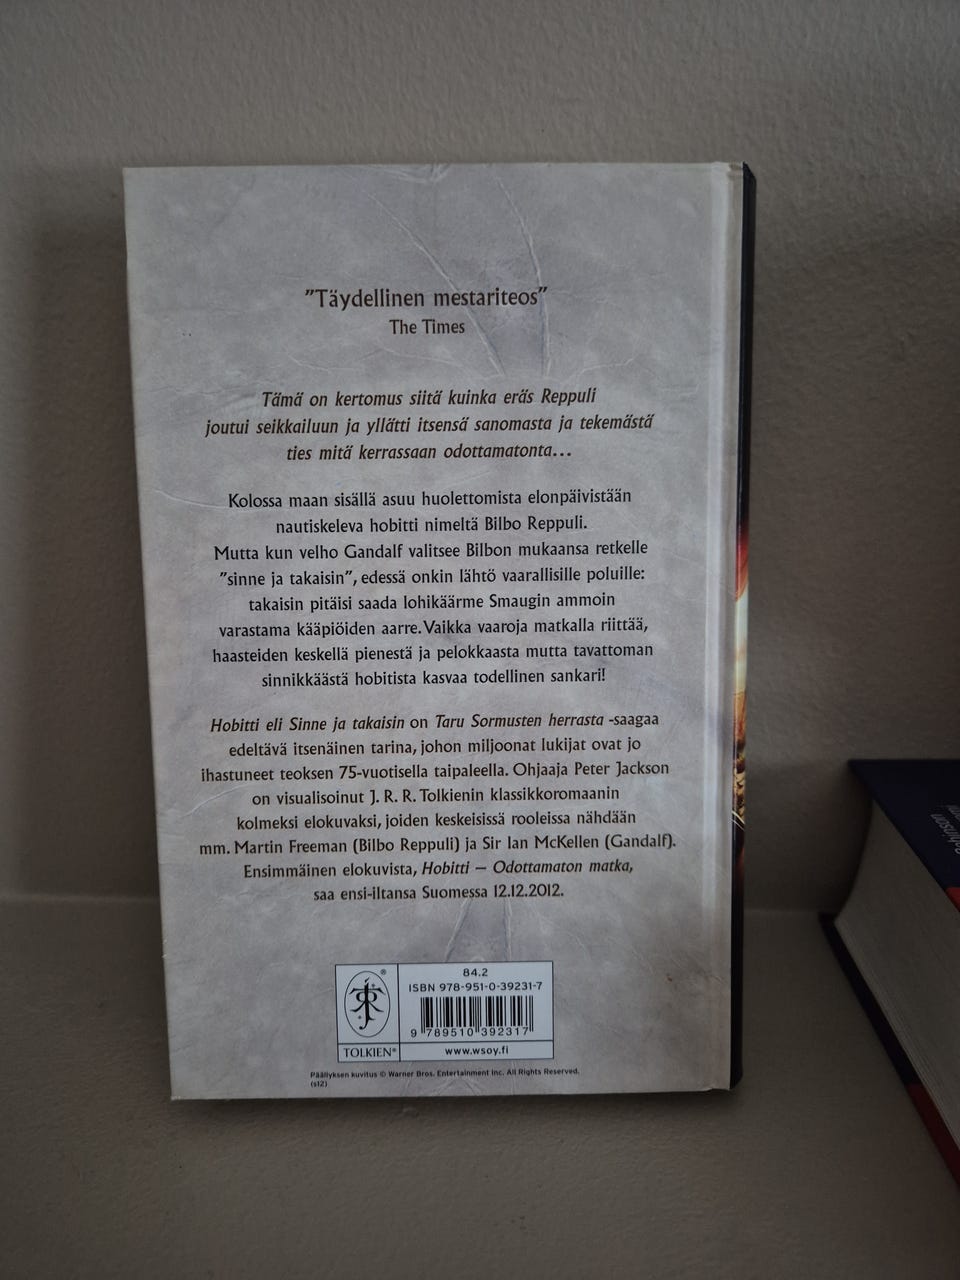 "Täydellinen mestariteos"
The Times
Tämä on kertomus siitä kuinka eräs Reppuli
joutui seikkailuun ja yllätti itsensä sanomasta ja tekemästä
ties mitä kerrassaan odottamatonta...
Kolossa maan sisällä asuu huolettomista elonpäivistään
nautiskeleva hobitti nimeltä Bilbo Reppuli.
Mutta kun velho Gandalf valitsee Bilbon mukaansa retkelle
"sinne ja takaisin", edessä onkin lähtö vaarallisille poluille:
takaisin pitäisi saada lohikäärme Smaugin ammoin
varastama kääpiöiden aarre. Vaikka vaaroja matkalla riittää,
haasteiden keskellä pienestä ja pelokkaasta mutta tavattoman
sinnikkäästä hobitista kasvaa todellinen sankari!
Hobitti eli Sinne ja takaisin on Taru Sormusten herrasta -saagaa
edeltävä itsenäinen tarina, johon miljoonat lukijat ovat jo
ihastuneet teoksen 75-vuotisella taipaleella. Ohjaaja Peter Jackson
on visualisoinut J. R. R. Tolkienin klassikkoromaanin
kolmeksi elokuvaksi, joiden keskeisissä rooleissa nähdään
mm. Martin Freeman (Bilbo Reppuli) ja Sir Ian McKellen (Gandalf).
Ensimmäinen elokuvista, Hobitti – Odottamaton matka,
saa ensi-iltansa Suomessa 12.12.2012.
84.2
ISBN 978-951-0-39231-7
9 789510 392317
TOLKIEN®
www.wsoy.fi
Päällyksen kuvitus © Warner Bros. Entertainment Inc. All Rights Reserved.
(s12)